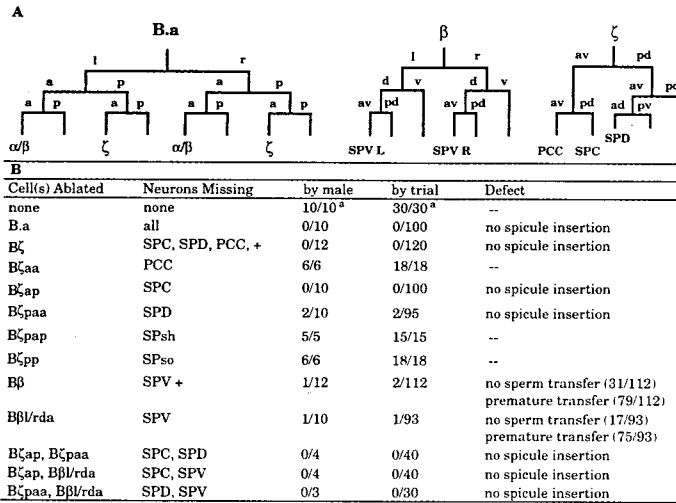 A
B.a
β
ζ
l r
l r
av pd
a p a p
d v d v
a p a p a p a p
av pd av pd
av pd ad pv
α/β ζ α/β ζ
SPV L SPV R
PCC SPC SPD
B
Cell(s) Ablated Neurons Missing by male by trial Defect
none none 10/10ᵃ 30/30ᵃ --
B.a all 0/10 0/100 no spicule insertion
Bζ SPC, SPD, PCC, + 0/12 0/120 no spicule insertion
Bζaa PCC 6/6 18/18 --
Bζap SPC 0/10 0/100 no spicule insertion
Bζpaa SPD 2/10 2/95 no spicule insertion
Bζpap SPsh 5/5 15/15 --
Bζpp SPso 6/6 18/18 --
Bβ SPV + 1/12 2/112 no sperm transfer (31/112)
premature transfer (79/112)
Bβl/rda SPV 1/10 1/93 no sperm transfer (17/93)
premature transfer (75/93)
Bζap, Bζpaa SPC, SPD 0/4 0/40 no spicule insertion
Bζap, Bβl/rda SPC, SPV 0/4 0/40 no spicule insertion
Bζpaa, Bβl/rda SPD, SPV 0/3 0/30 no spicule insertion